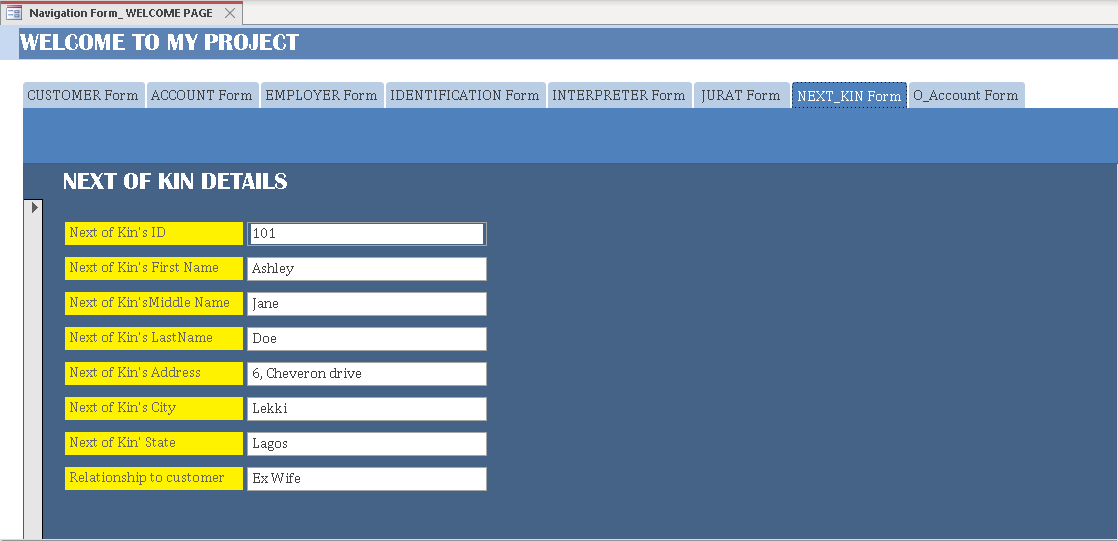 Navigation Form_ WELCOME PAGE
WELCOME TO MY PROJECT
CUSTOMER Form ACCOUNT Form EMPLOYER Form IDENTIFICATION Form INTERPRETER Form JURAT Form NEXT_KIN Form O_Account Form
NEXT OF KIN DETAILS
Next of Kin's ID 101
Next of Kin's First Name Ashley
Next of Kin'sMiddle Name Jane
Next of Kin's LastName Doe
Next of Kin's Address 6, Cheveron drive
Next of Kin's City Lekki
Next of Kin' State Lagos
Relationship to customer Ex Wife